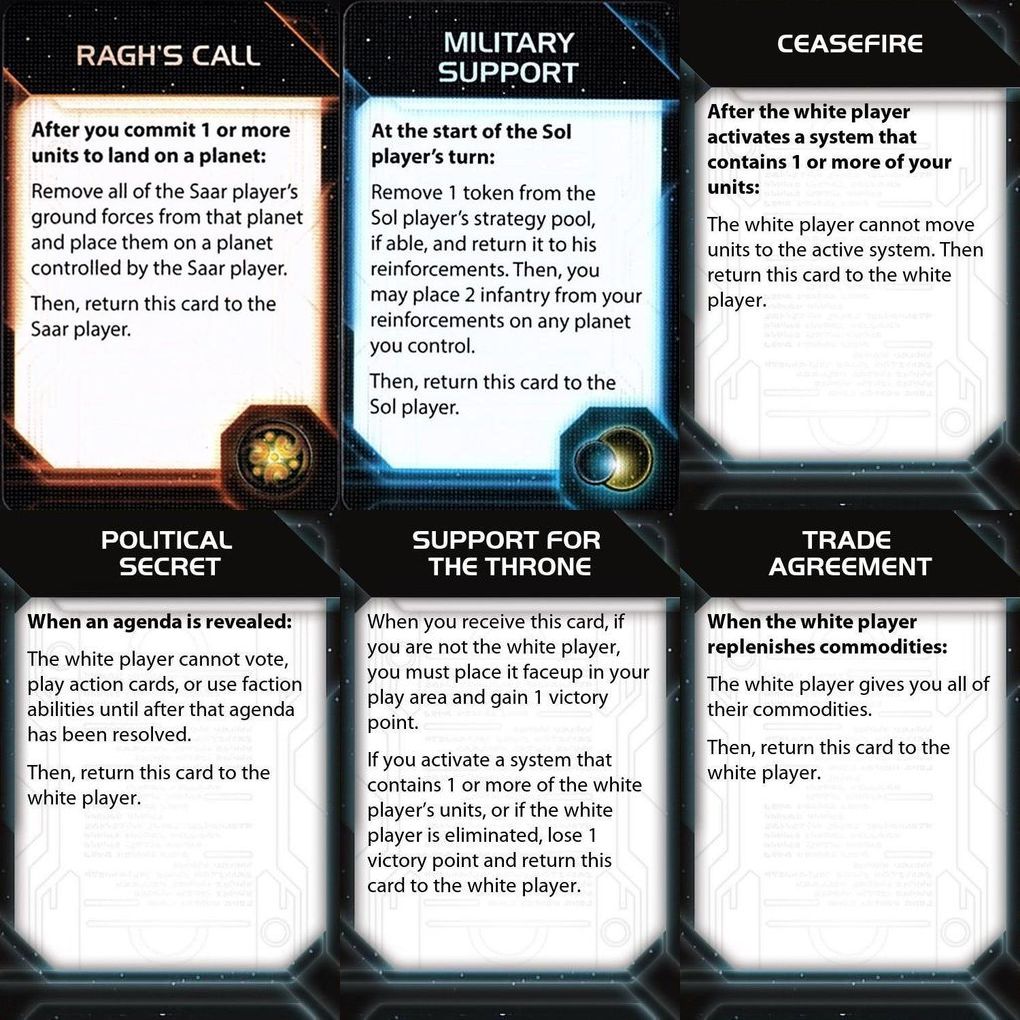 RAGH'S CALL
After you commit 1 or more
units to land on a planet:
Remove all of the Saar player's
ground forces from that planet
and place them on a planet
controlled by the Saar player.
Then, return this card to the
Saar player.
MILITARY
SUPPORT
At the start of the Sol
player's turn:
Remove 1 token from the
Sol player's strategy pool,
if able, and return it to his
reinforcements. Then, you
may place 2 infantry from your
reinforcements on any planet
you control.
Then, return this card to the
Sol player.
CEASEFIRE
After the white player
activates a system that
contains 1 or more of your
units:
The white player cannot move
units to the active system. Then
return this card to the white
player.
POLITICAL
SECRET
When an agenda is revealed:
The white player cannot vote,
play action cards, or use faction
abilities until after that agenda
has been resolved.
Then, return this card to the
white player.
SUPPORT FOR
THE THRONE
When you receive this card, if
you are not the white player,
you must place it faceup in your
play area and gain 1 victory
point.
If you activate a system that
contains 1 or more of the white
player's units, or if the white
player is eliminated, lose 1
victory point and return this
card to the white player.
TRADE
AGREEMENT
When the white player
replenishes commodities:
The white player gives you all of
their commodities.
Then, return this card to the
white player.